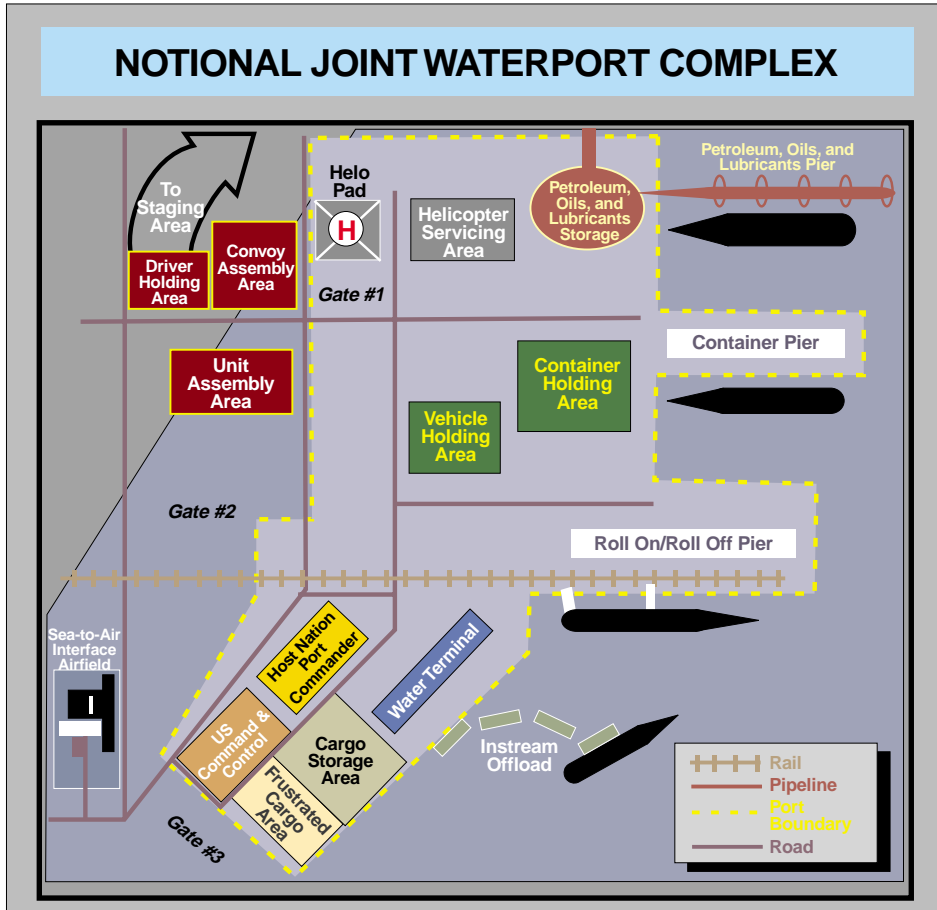 NOTIONAL JOINT WATERPORT COMPLEX
To
Staging
Area
Helo
Pad
H
Petroleum, Oils, and
Lubricants Pier
Petroleum,
Oils, and
Lubricants
Storage
Helicopter
Servicing
Area
Convoy
Assembly
Area
Driver
Holding
Area
Gate #1
Container Pier
Unit
Assembly
Area
Container
Holding
Area
Vehicle
Holding
Area
Gate #2
Roll On/Roll Off Pier
Sea-to-Air
Interface
Airfield
Host Nation
Port
Commander
Water Terminal
US
Command &
Control
Cargo
Storage
Area
Instream
Offload
Frustrated
Cargo
Area
Gate #3
Rail
Pipeline
Port
Boundary
Road